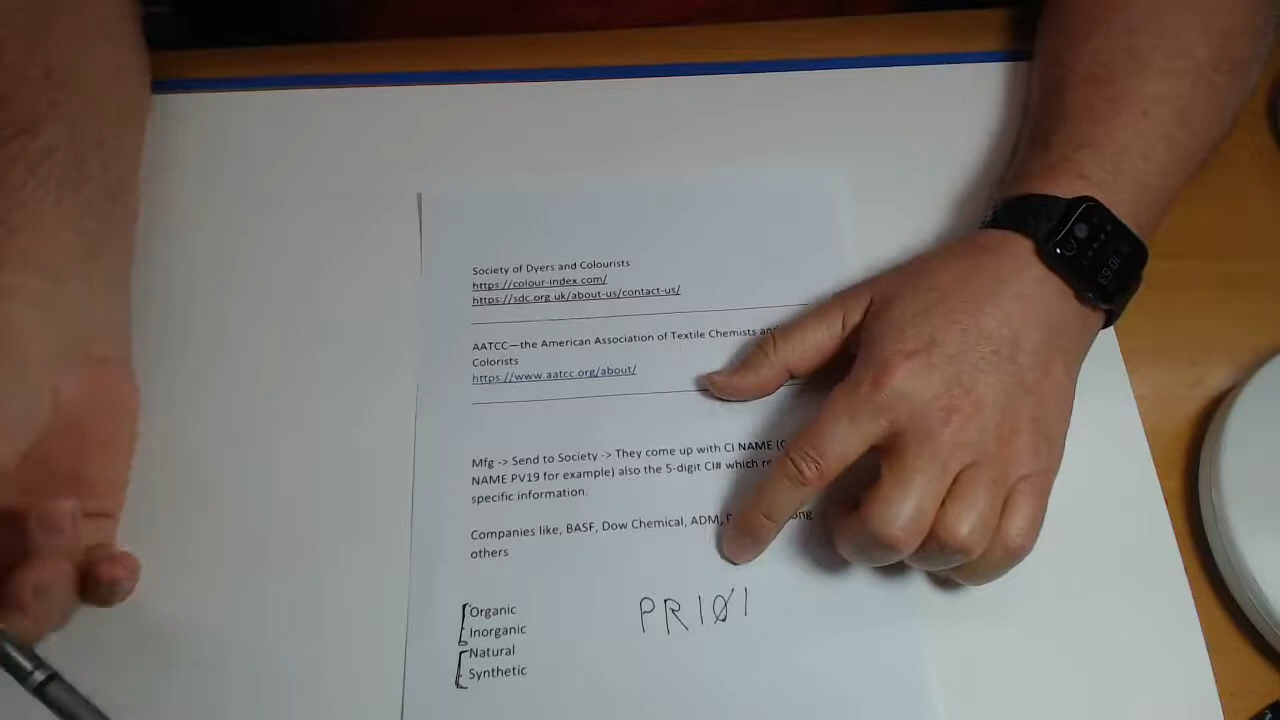 Society of Dyers and Colourists
https://colour-index.com/
https://sdc.org.uk/about-us/contact-us/
AATCC—the American Association of Textile Chemists and
Colorists
https://www.aatcc.org/about/
Mfg -> Send to Society -> They come up with CI NAME
NAME PV19 for example) also the 5-digit CI# which
specific information.
Companies like, BASF, Dow Chemical, ADM,
others
Organic
Inorganic
Natural
Synthetic
PR101